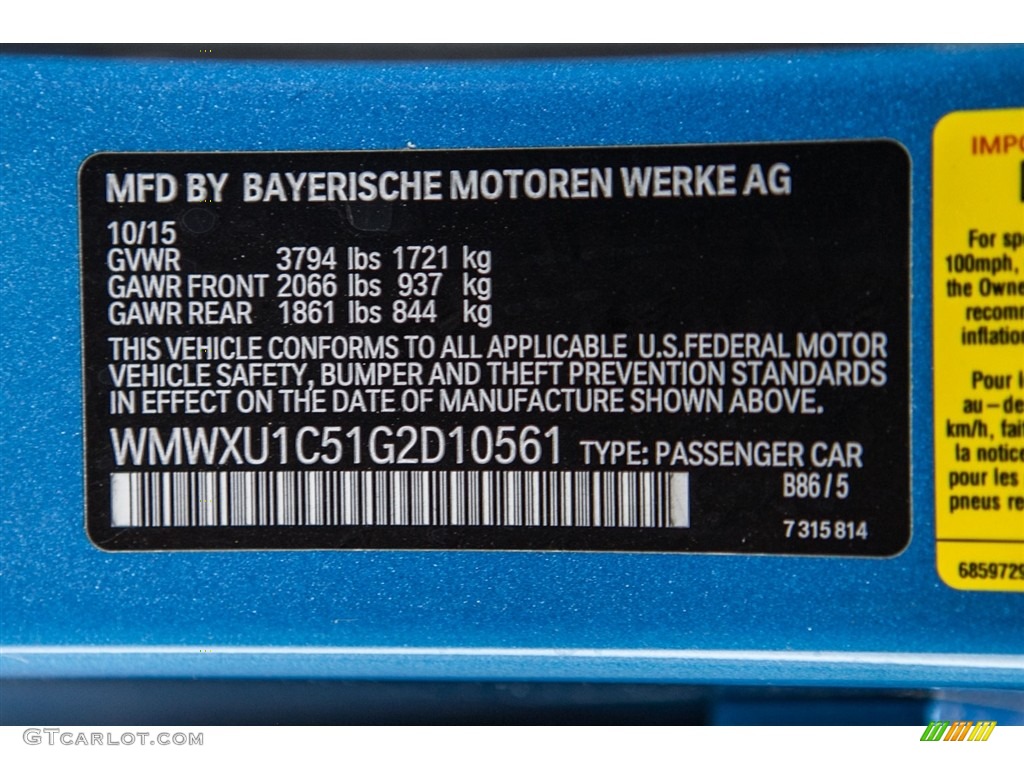 MFD BY BAYERISCHE MOTOREN WERKE AG
10/15
GVWR 3794 lbs 1721 kg
GAWR FRONT 2066 lbs 937 kg
GAWR REAR 1861 lbs 844 kg
THIS VEHICLE CONFORMS TO ALL APPLICABLE U.S.FEDERAL MOTOR
VEHICLE SAFETY, BUMPER AND THEFT PREVENTION STANDARDS
IN EFFECT ON THE DATE OF MANUFACTURE SHOWN ABOVE.
WMWXU1C51G2D10561 TYPE: PASSENGER CAR
B86/5
7 315 814
IMPO
For spe
100mph,
the Owne
recomm
inflation
Pour l
au-de
km/h, fait
la notice
pour les
pneus re
6859729
GTCARLOT.COM